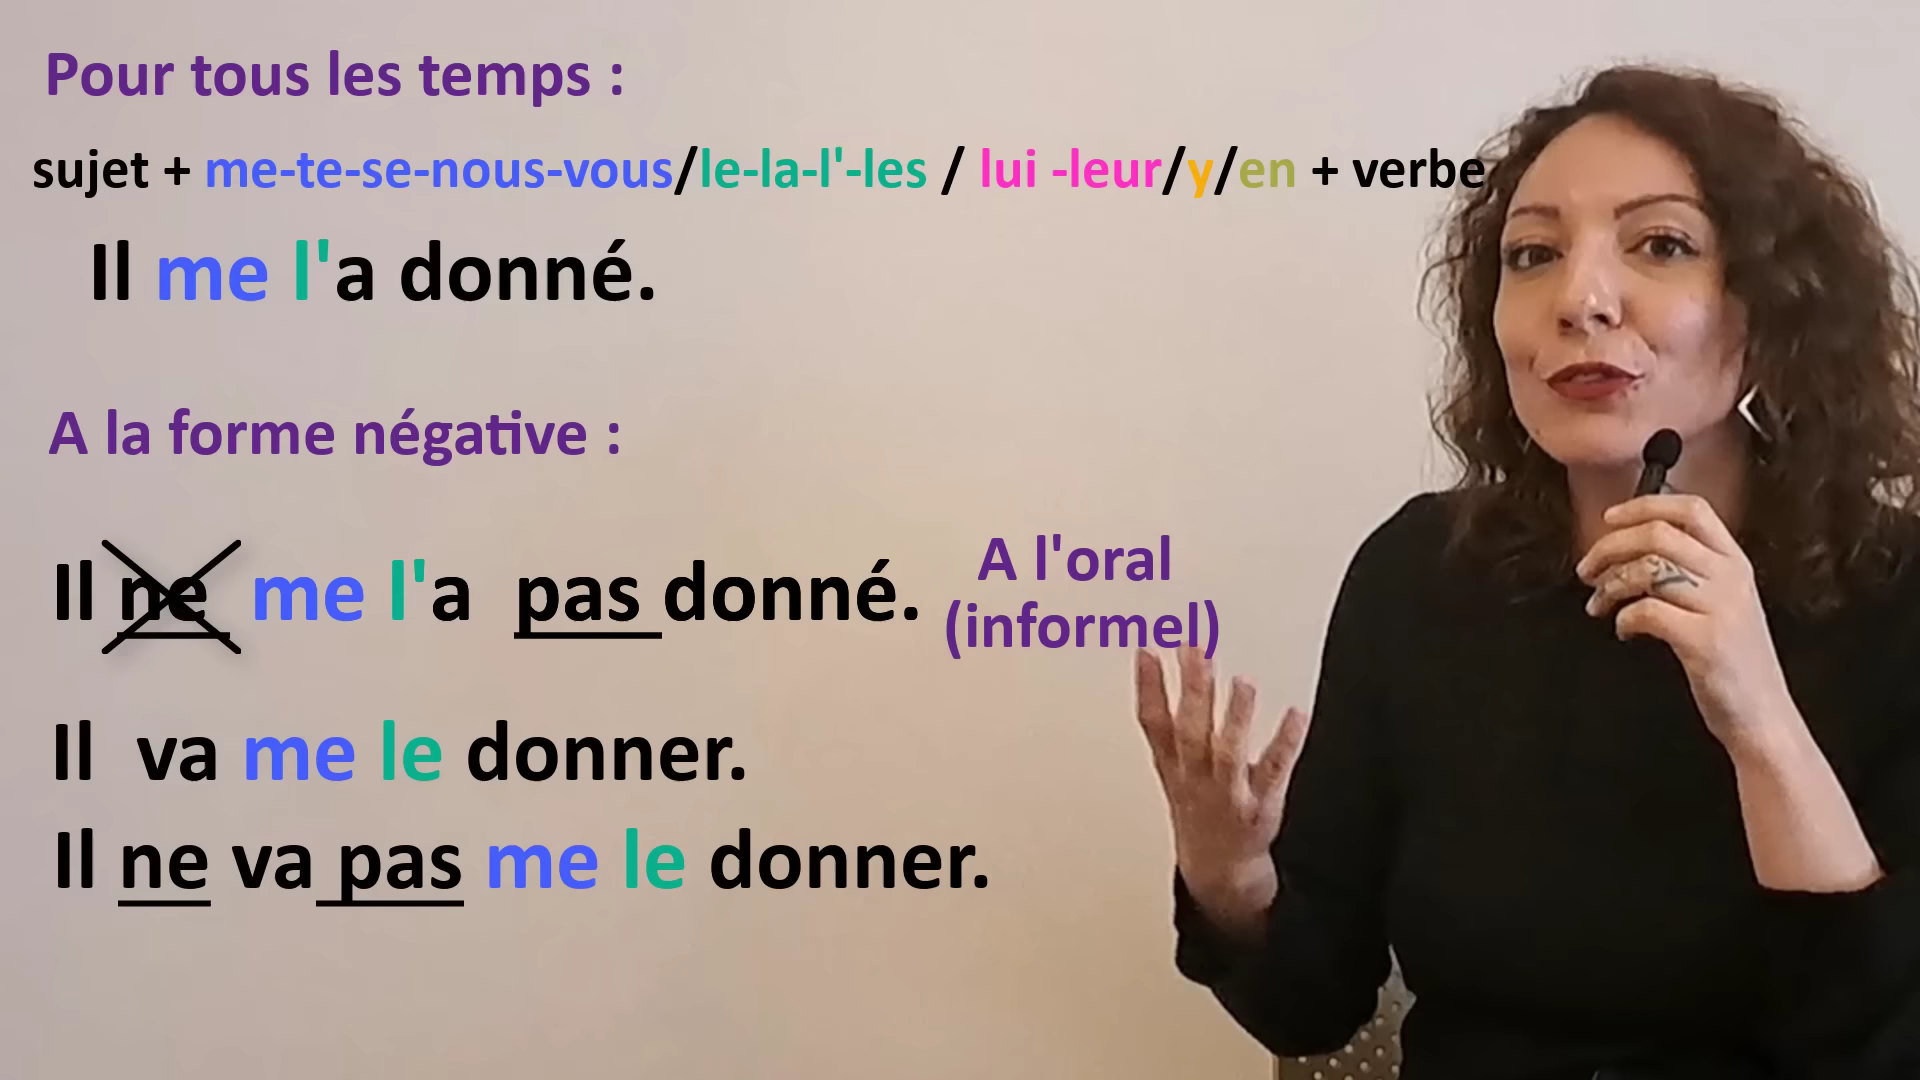 Pour tous les temps :
sujet + me-te-se-nous-vous/le-la-l'-les / lui -leur/y/en + verbe
Il me l'a donné.
A la forme négative :
Il ne me l'a pas donné.
A l'oral
(informel)
Il va me le donner.
Il ne va pas me le donner.